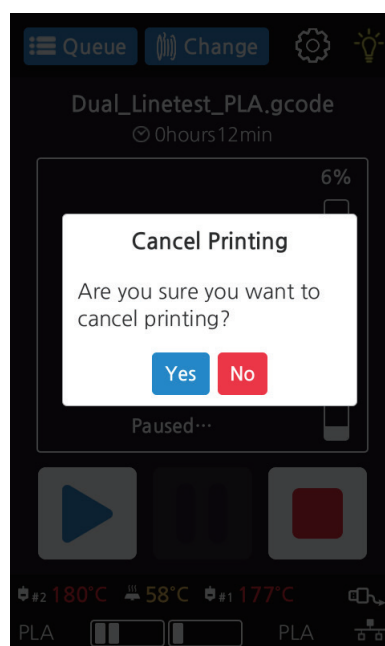 Queue
Change
Dual_Linetest_PLA.gcode
0hours12min
6%
Cancel Printing
Are you sure you want to
cancel printing?
Yes
No
Paused…
#2 180°C 58°C #1 177°C
PLA PLA